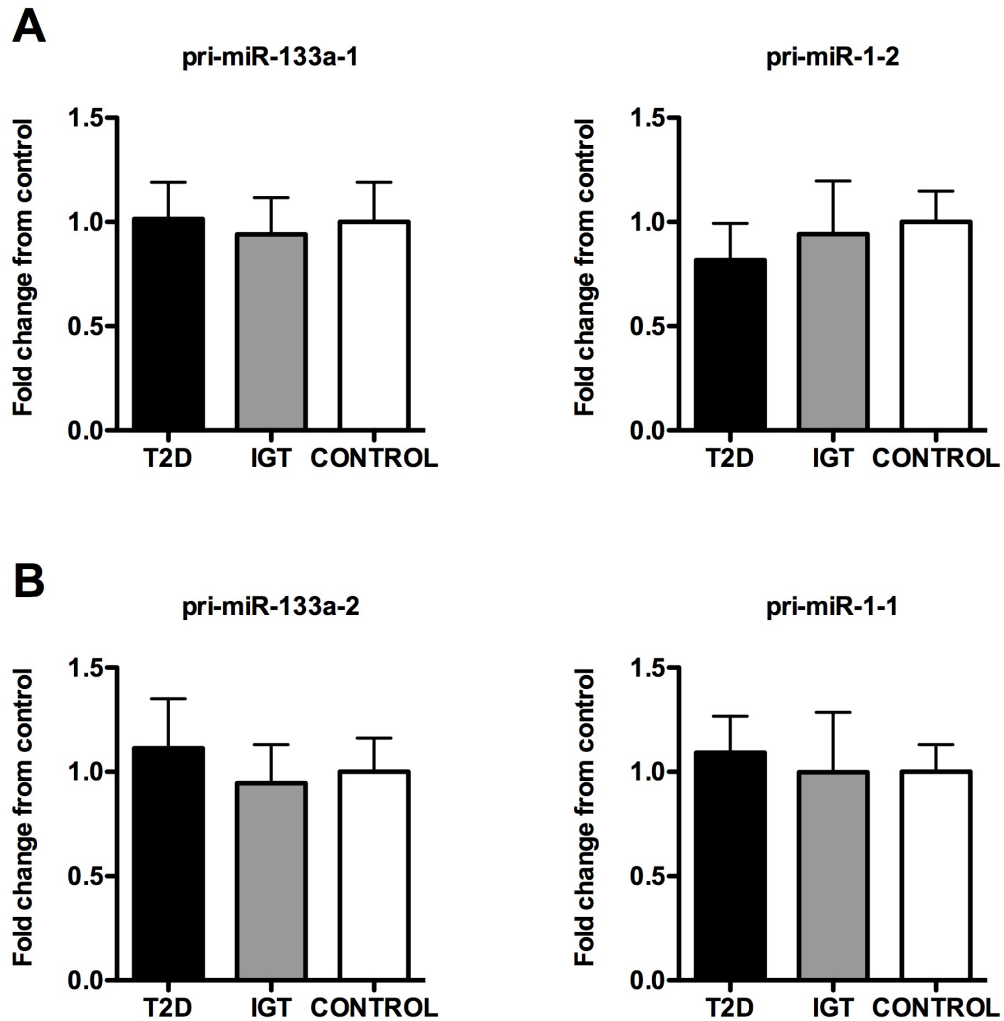 A
pri-miR-133a-1
Fold change from control
1.5
1.0
0.5
0.0
T2D IGT CONTROL
pri-miR-1-2
Fold change from control
1.5
1.0
0.5
0.0
T2D IGT CONTROL
B
pri-miR-133a-2
Fold change from control
1.5
1.0
0.5
0.0
T2D IGT CONTROL
pri-miR-1-1
Fold change from control
1.5
1.0
0.5
0.0
T2D IGT CONTROL